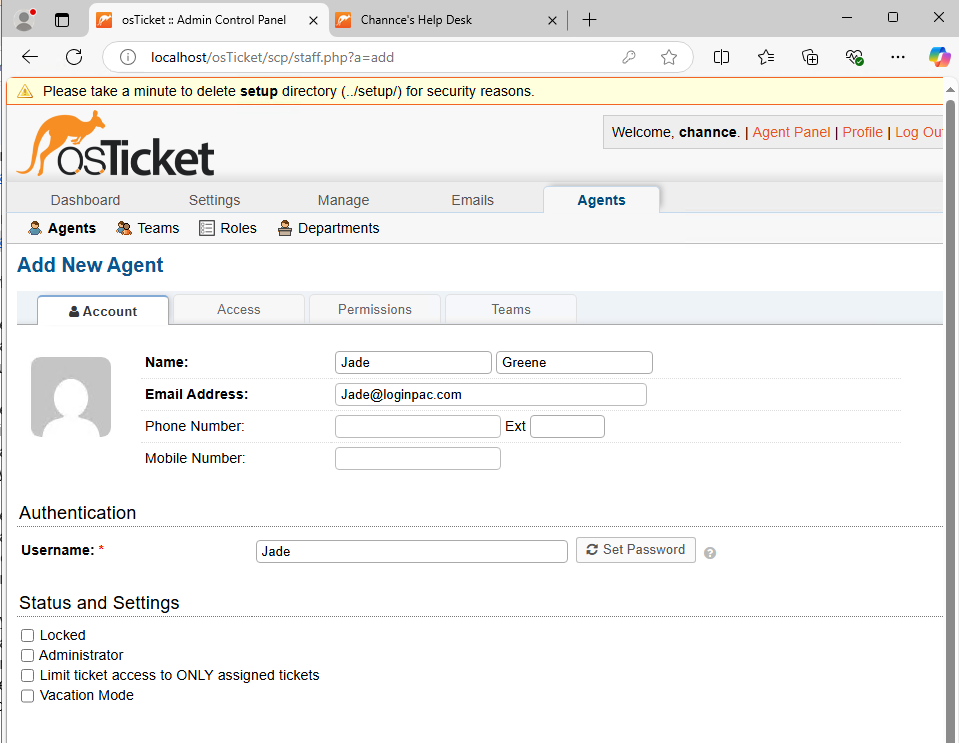 osTicket :: Admin Control Panel
Channce's Help Desk
localhost/osTicket/scp/staff.php?a=add
Please take a minute to delete setup directory (../setup/) for security reasons.
osTicket
Welcome, channce. | Agent Panel | Profile | Log Ou
Dashboard Settings Manage Emails Agents
Agents Teams Roles Departments
Add New Agent
Account Access Permissions Teams
Name: Jade Greene
Email Address: Jade@loginpac.com
Phone Number: Ext
Mobile Number:
Authentication
Username: * Jade Set Password ?
Status and Settings
Locked
Administrator
Limit ticket access to ONLY assigned tickets
Vacation Mode